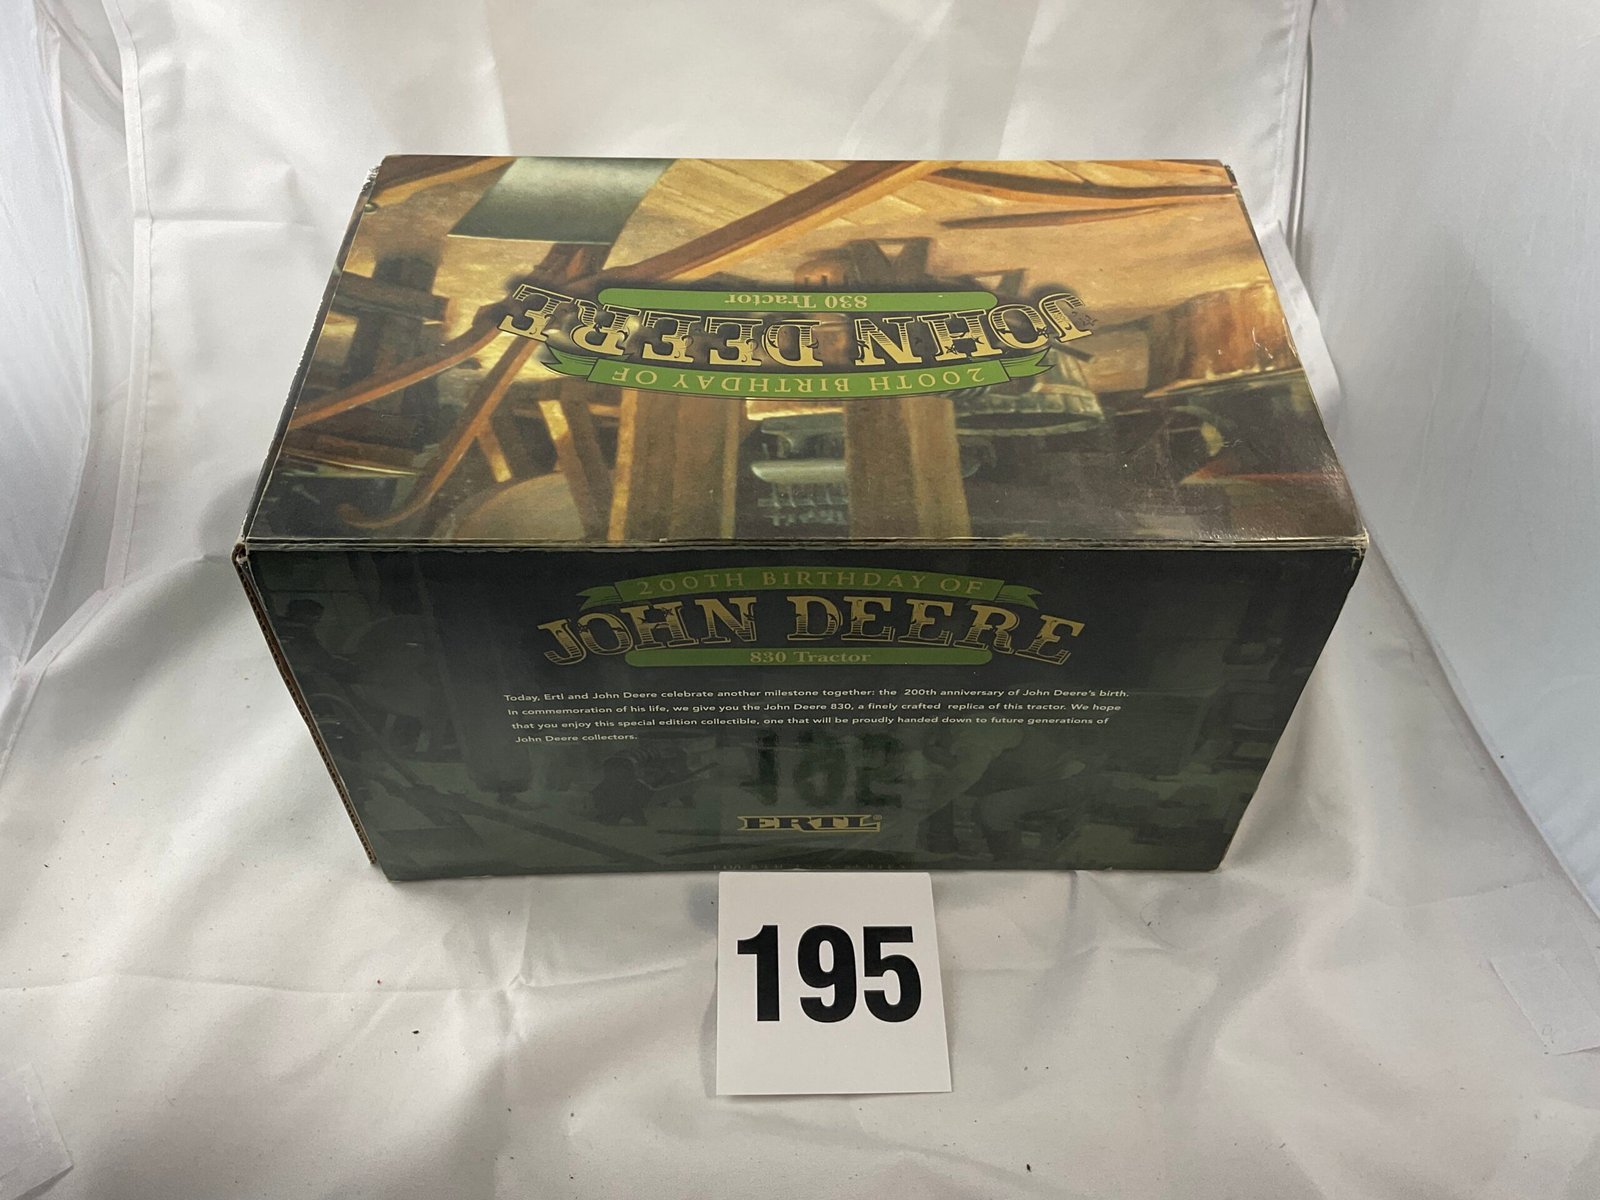 830 Tractor
JOHN DEERE
200TH BIRTHDAY OF
200TH BIRTHDAY OF
JOHN DEERE
830 Tractor
Today, Ertl and John Deere celebrate another milestone together: the 200th anniversary of John Deere's birth.
In commemoration of his life, we give you the John Deere 830, a finely crafted replica of this tractor. We hope
that you enjoy this special edition collectible, one that will be proudly handed down to future generations of
John Deere collectors.
ERTL®
195